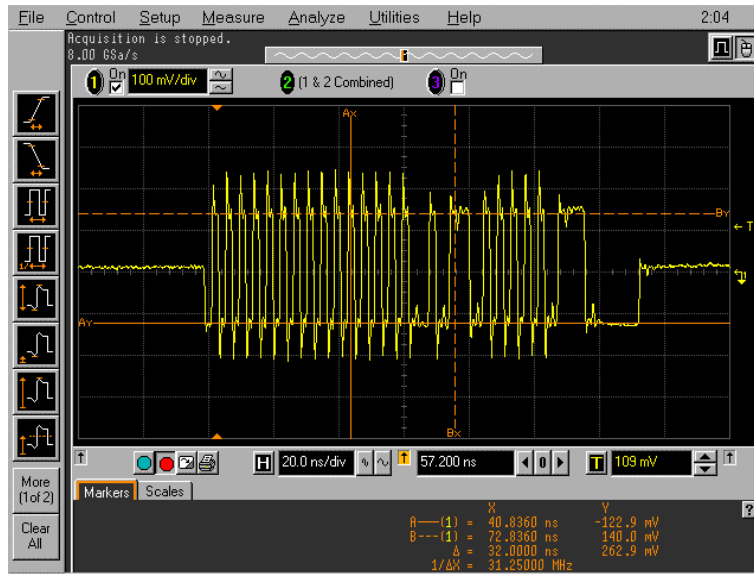 File Control Setup Measure Analyze Utilities Help 2:04
Acquisition is stopped.
8.00 GSa/s
1 On 100 mV/div 2 (1 & 2 Combined) 3 On
Ax
By
T
Ay
Bx
1/
More
(1of 2)
Clear
All
H 20.0 ns/div 57.200 ns 0 T 109 mV
Markers Scales
?
X Y
A——(1) = 40.8360 ns -122.9 mV
B---(1) = 72.8360 ns 140.0 mV
Δ = 32.0000 ns 262.9 mV
1/ΔX = 31.25000 MHz